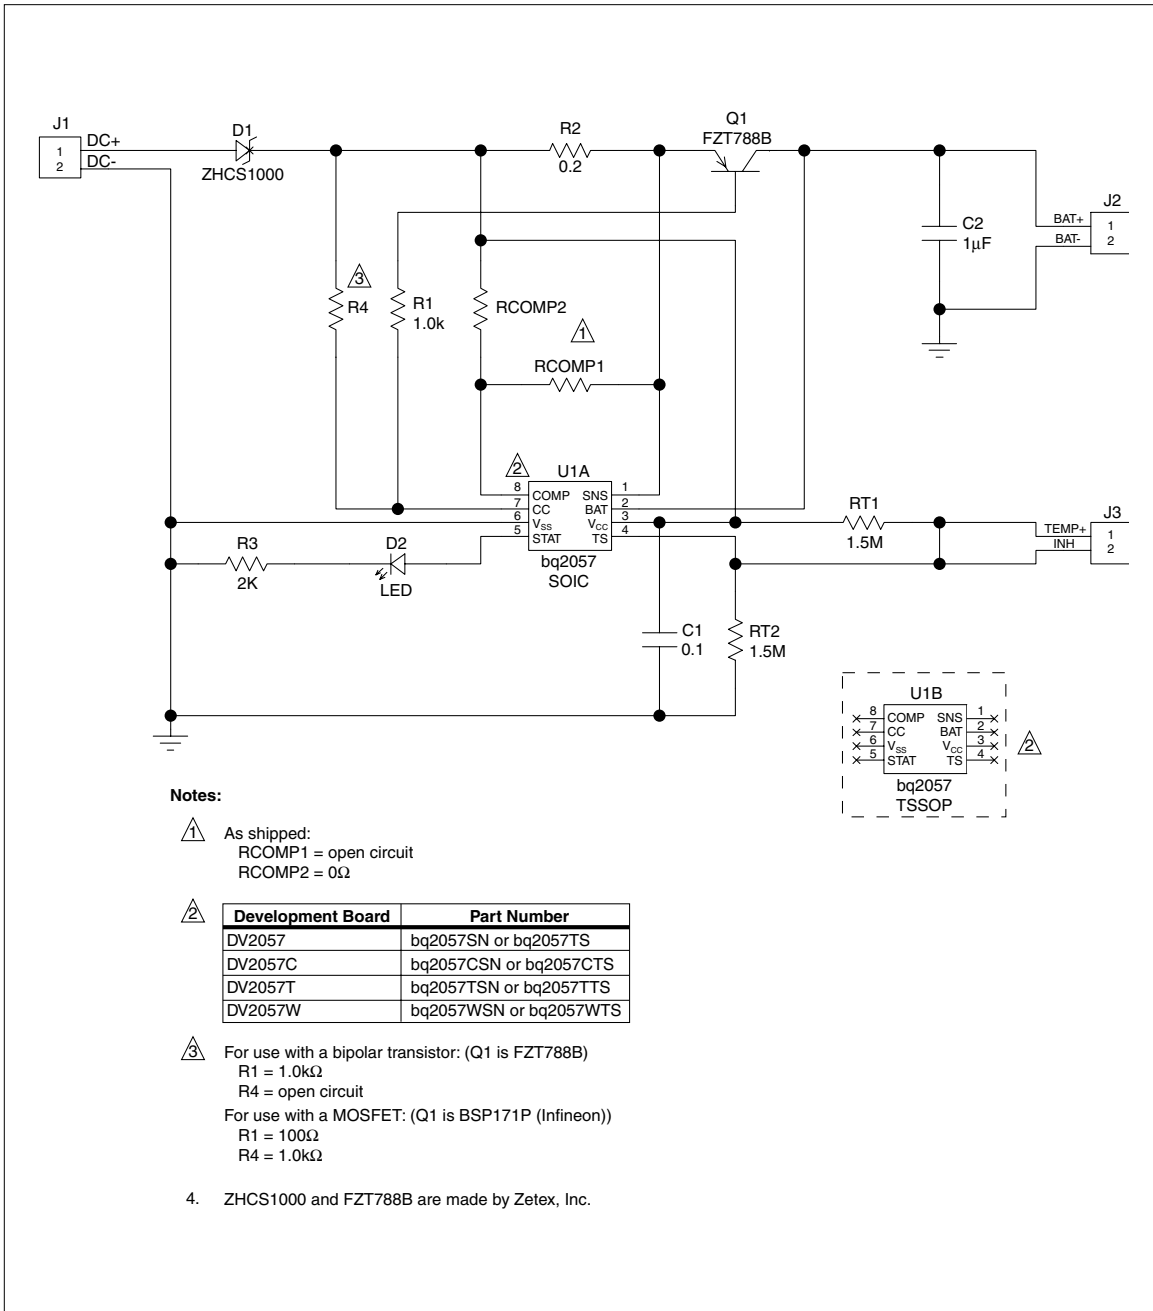 J1
1
2
DC+
DC-
D1
ZHCS1000
R2
0.2
Q1
FZT788B
C2
1µF
J2
BAT+
BAT-
1
2
3
R4
R1
1.0k
RCOMP2
1
RCOMP1
2
U1A
8 COMP SNS 1
7 CC BAT 2
6 VSS VCC 3
5 STAT TS 4
bq2057
SOIC
R3
2K
D2
LED
RT1
1.5M
J3
TEMP+
INH
1
2
C1
0.1
RT2
1.5M
U1B
8 COMP SNS 1
7 CC BAT 2
6 VSS VCC 3
5 STAT TS 4
bq2057
TSSOP
2
Notes:
1 As shipped:
RCOMP1 = open circuit
RCOMP2 = 0Ω
2
Development Board Part Number
DV2057 bq2057SN or bq2057TS
DV2057C bq2057CSN or bq2057CTS
DV2057T bq2057TSN or bq2057TTS
DV2057W bq2057WSN or bq2057WTS
3 For use with a bipolar transistor: (Q1 is FZT788B)
R1 = 1.0kΩ
R4 = open circuit
For use with a MOSFET: (Q1 is BSP171P (Infineon))
R1 = 100Ω
R4 = 1.0kΩ
4. ZHCS1000 and FZT788B are made by Zetex, Inc.